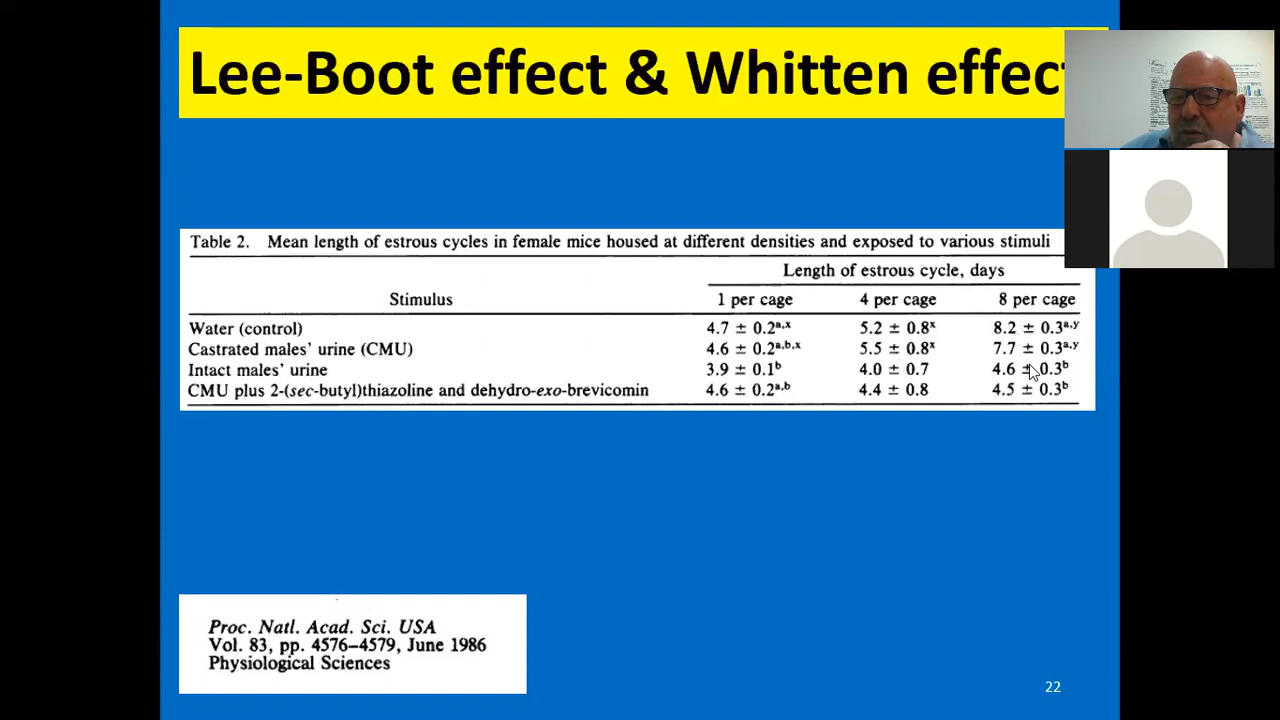 Lee-Boot effect & Whitten effect
Table 2. Mean length of estrous cycles in female mice housed at different densities and exposed to various stimuli
Length of estrous cycle, days
Stimulus 1 per cage 4 per cage 8 per cage
Water (control) 4.7 ± 0.2a,x 5.2 ± 0.8x 8.2 ± 0.3a,y
Castrated males' urine (CMU) 4.6 ± 0.2a,b,x 5.5 ± 0.8x 7.7 ± 0.3a,y
Intact males' urine 3.9 ± 0.1b 4.0 ± 0.7 4.6 ± 0.3b
CMU plus 2-(sec-butyl)thiazoline and dehydro-exo-brevicomin 4.6 ± 0.2a,b 4.4 ± 0.8 4.5 ± 0.3b
Proc. Natl. Acad. Sci. USA
Vol. 83, pp. 4576–4579, June 1986
Physiological Sciences
22